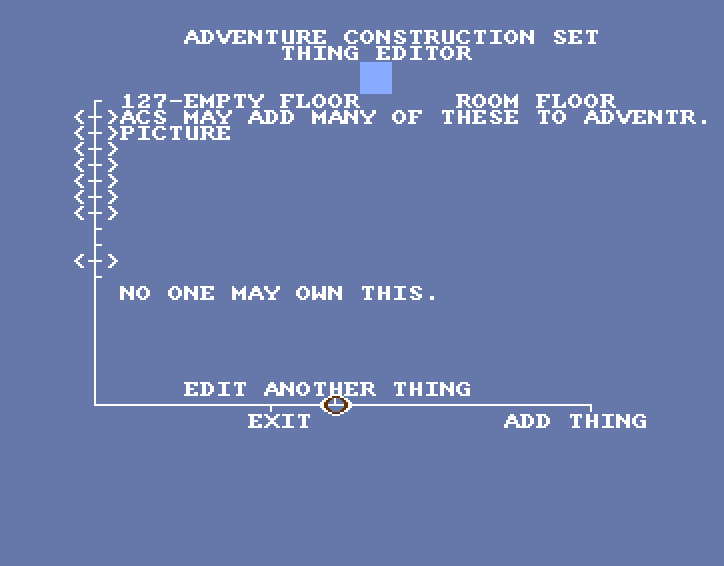 ADVENTURE CONSTRUCTION SET
THING EDITOR
127-EMPTY FLOOR ROOM FLOOR
<+>ACS MAY ADD MANY OF THESE TO ADVENTR.
<+>PICTURE
<+>
<+>
<+>
<+>
<+>
<+>
NO ONE MAY OWN THIS.
EDIT ANOTHER THING
EXIT ADD THING